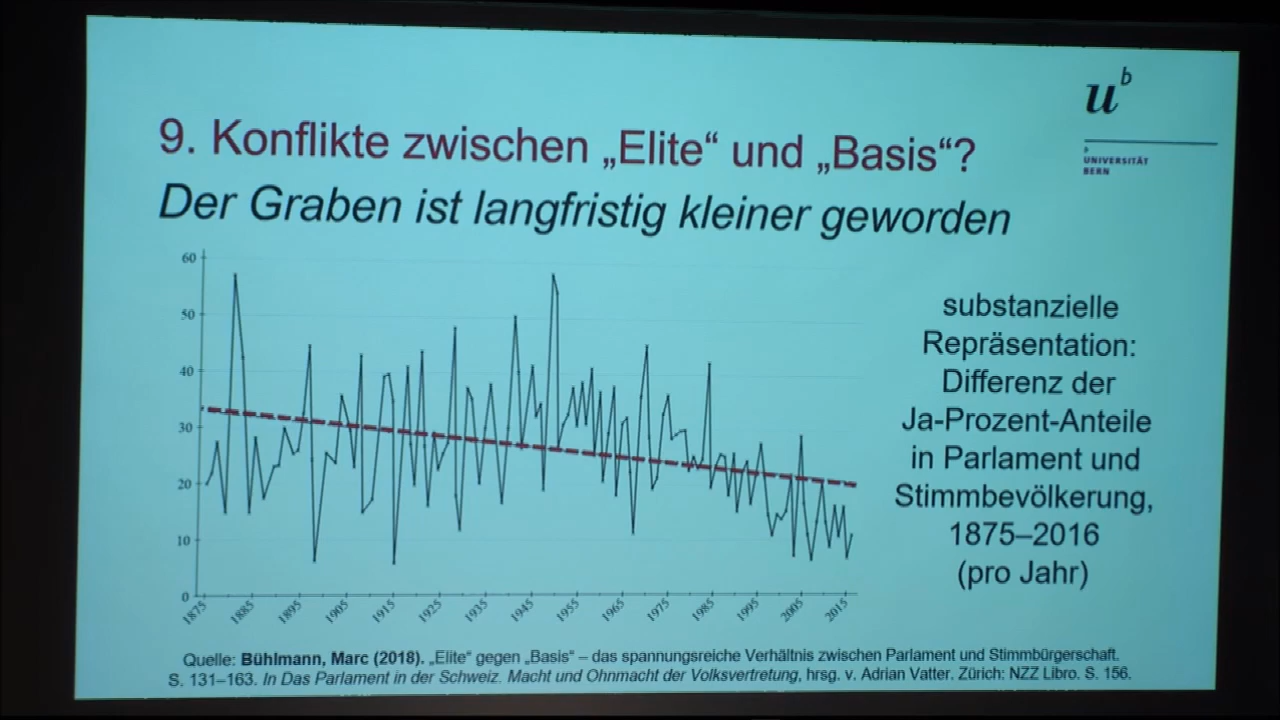 u^b
b
UNIVERSITÄT
BERN
9. Konflikte zwischen „Elite“ und „Basis“?
Der Graben ist langfristig kleiner geworden
60
50
40
30
20
10
0
1875 1885 1895 1905 1915 1925 1935 1945 1955 1965 1975 1985 1995 2005 2015
substanzielle
Repräsentation:
Differenz der
Ja-Prozent-Anteile
in Parlament und
Stimmbevölkerung,
1875–2016
(pro Jahr)
Quelle: Bühlmann, Marc (2018). „Elite“ gegen „Basis“ – das spannungsreiche Verhältnis zwischen Parlament und Stimmbürgerschaft.
S. 131–163. In Das Parlament in der Schweiz. Macht und Ohnmacht der Volksvertretung, hrsg. v. Adrian Vatter. Zürich: NZZ Libro. S. 156.